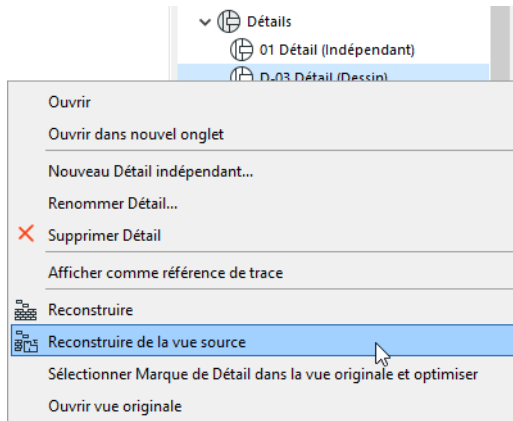 Détails
01 Détail (Indépendant)
D-03 Détail (Dessin)
Ouvrir
Ouvrir dans nouvel onglet
Nouveau Détail indépendant...
Renommer Détail...
Supprimer Détail
Afficher comme référence de trace
Reconstruire
Reconstruire de la vue source
Sélectionner Marque de Détail dans la vue originale et optimiser
Ouvrir vue originale